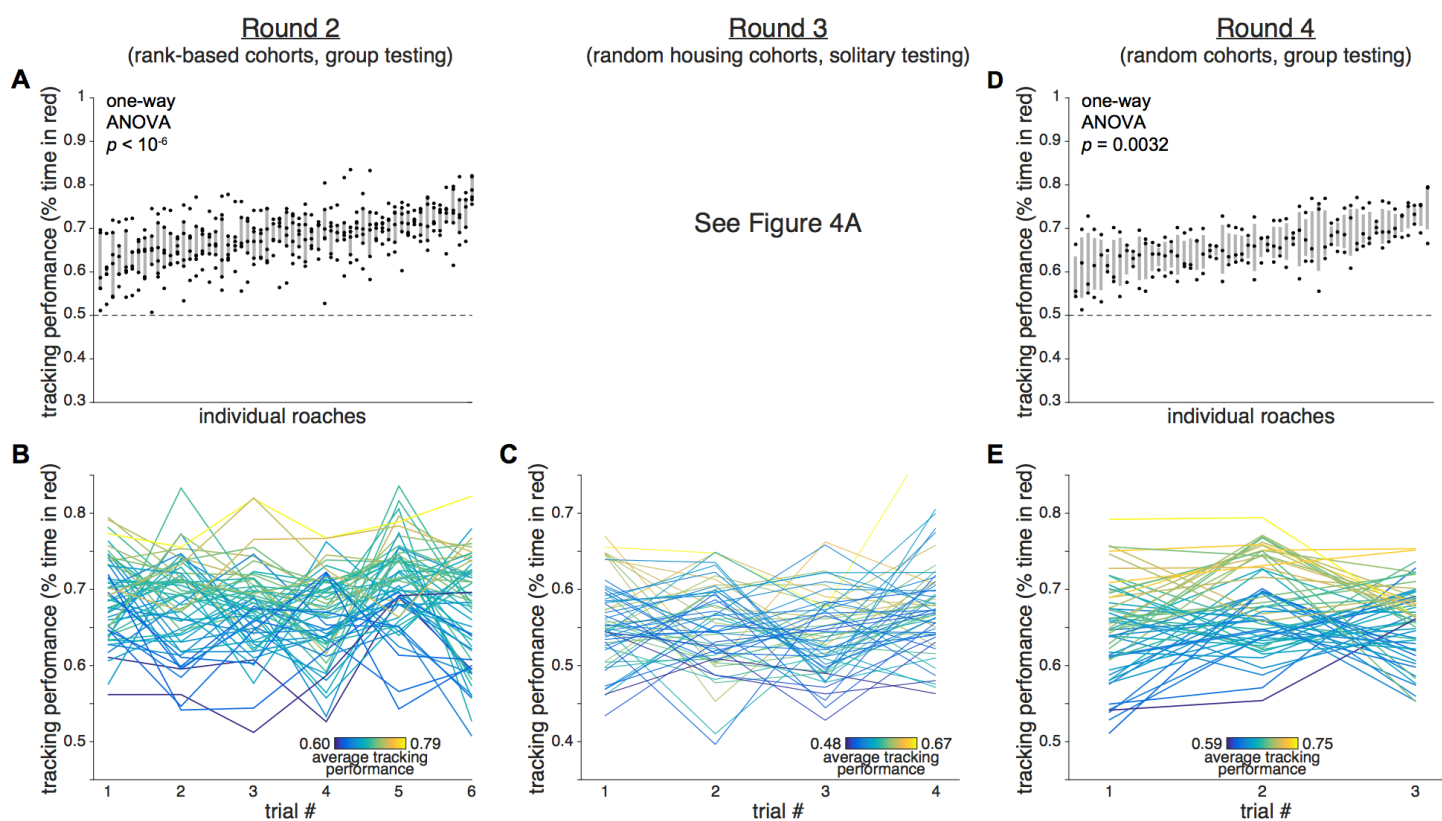 Round 2
(rank-based cohorts, group testing)
Round 3
(random housing cohorts, solitary testing)
Round 4
(random cohorts, group testing)
A
tracking perfomance (% time in red)
1
0.9
0.8
0.7
0.6
0.5
0.4
0.3
one-way
ANOVA
p < 10-6
individual roaches
See Figure 4A
D
tracking perfomance (% time in red)
1
0.9
0.8
0.7
0.6
0.5
0.4
0.3
one-way
ANOVA
p = 0.0032
individual roaches
B
tracking perfomance (% time in red)
0.8
0.7
0.6
0.5
0.60 0.79
average tracking
performance
1 2 3 4 5 6
trial #
C
tracking perfomance (% time in red)
0.7
0.6
0.5
0.4
0.48 0.67
average tracking
performance
1 2 3 4
trial #
E
tracking perfomance (% time in red)
0.8
0.7
0.6
0.5
0.59 0.75
average tracking
performance
1 2 3
trial #